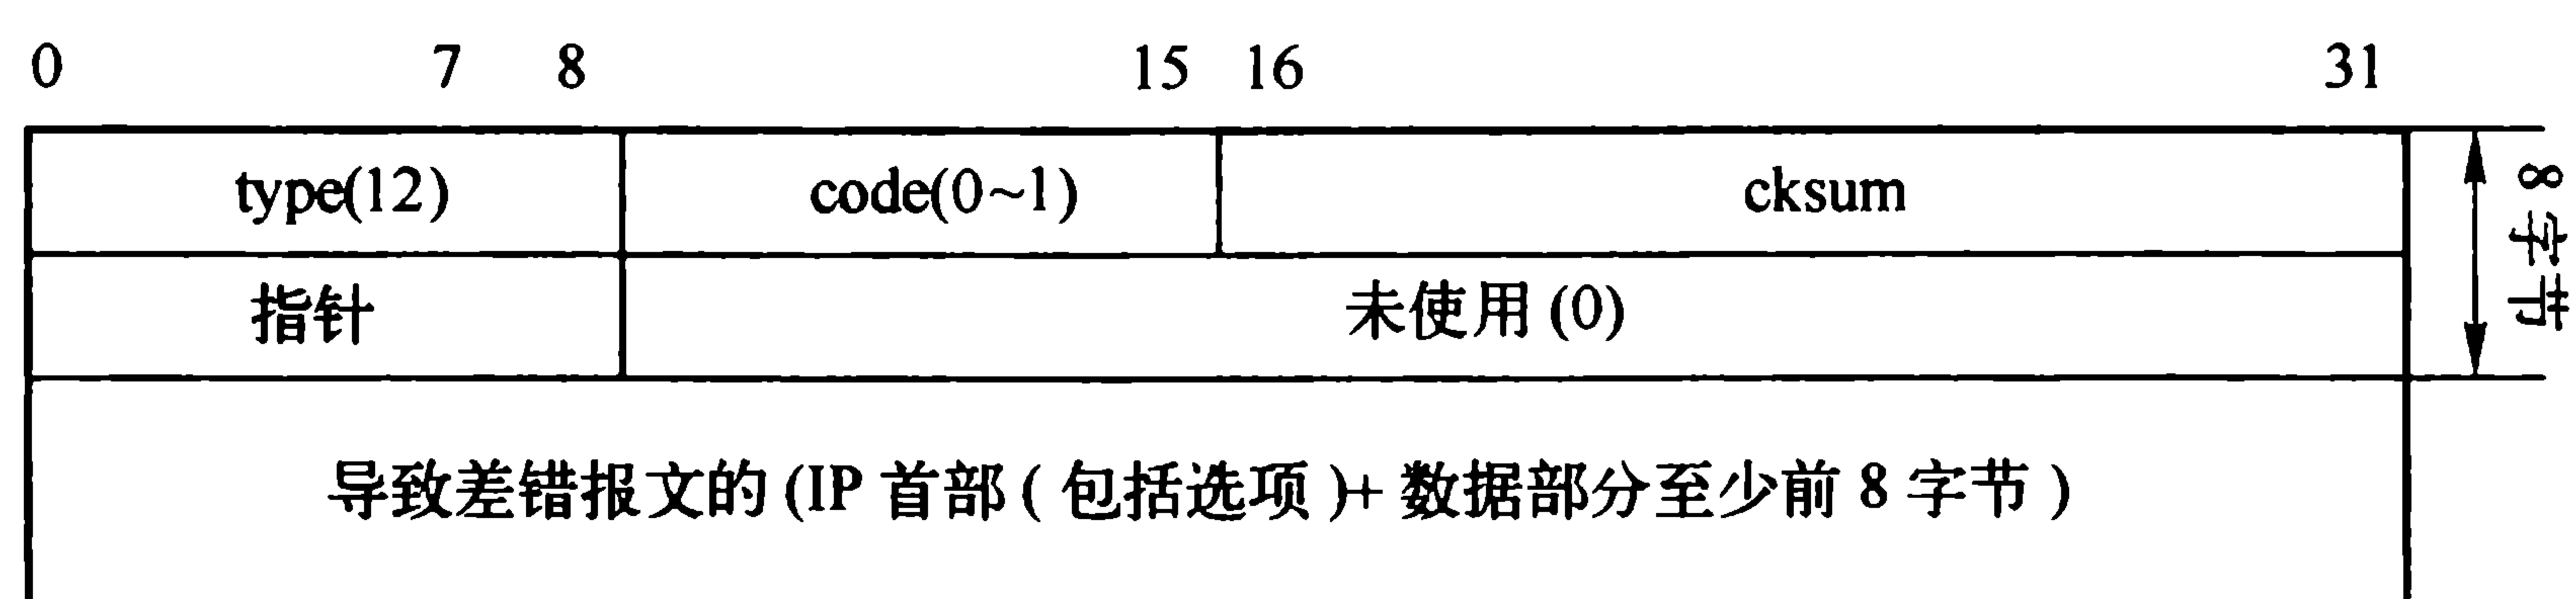 0 7 8 15 16 31
type(12) code(0~1) cksum
指针 未使用 (0)
8 字节
导致差错报文的 (IP 首部 ( 包括选项 )+ 数据部分至少前 8 字节 )